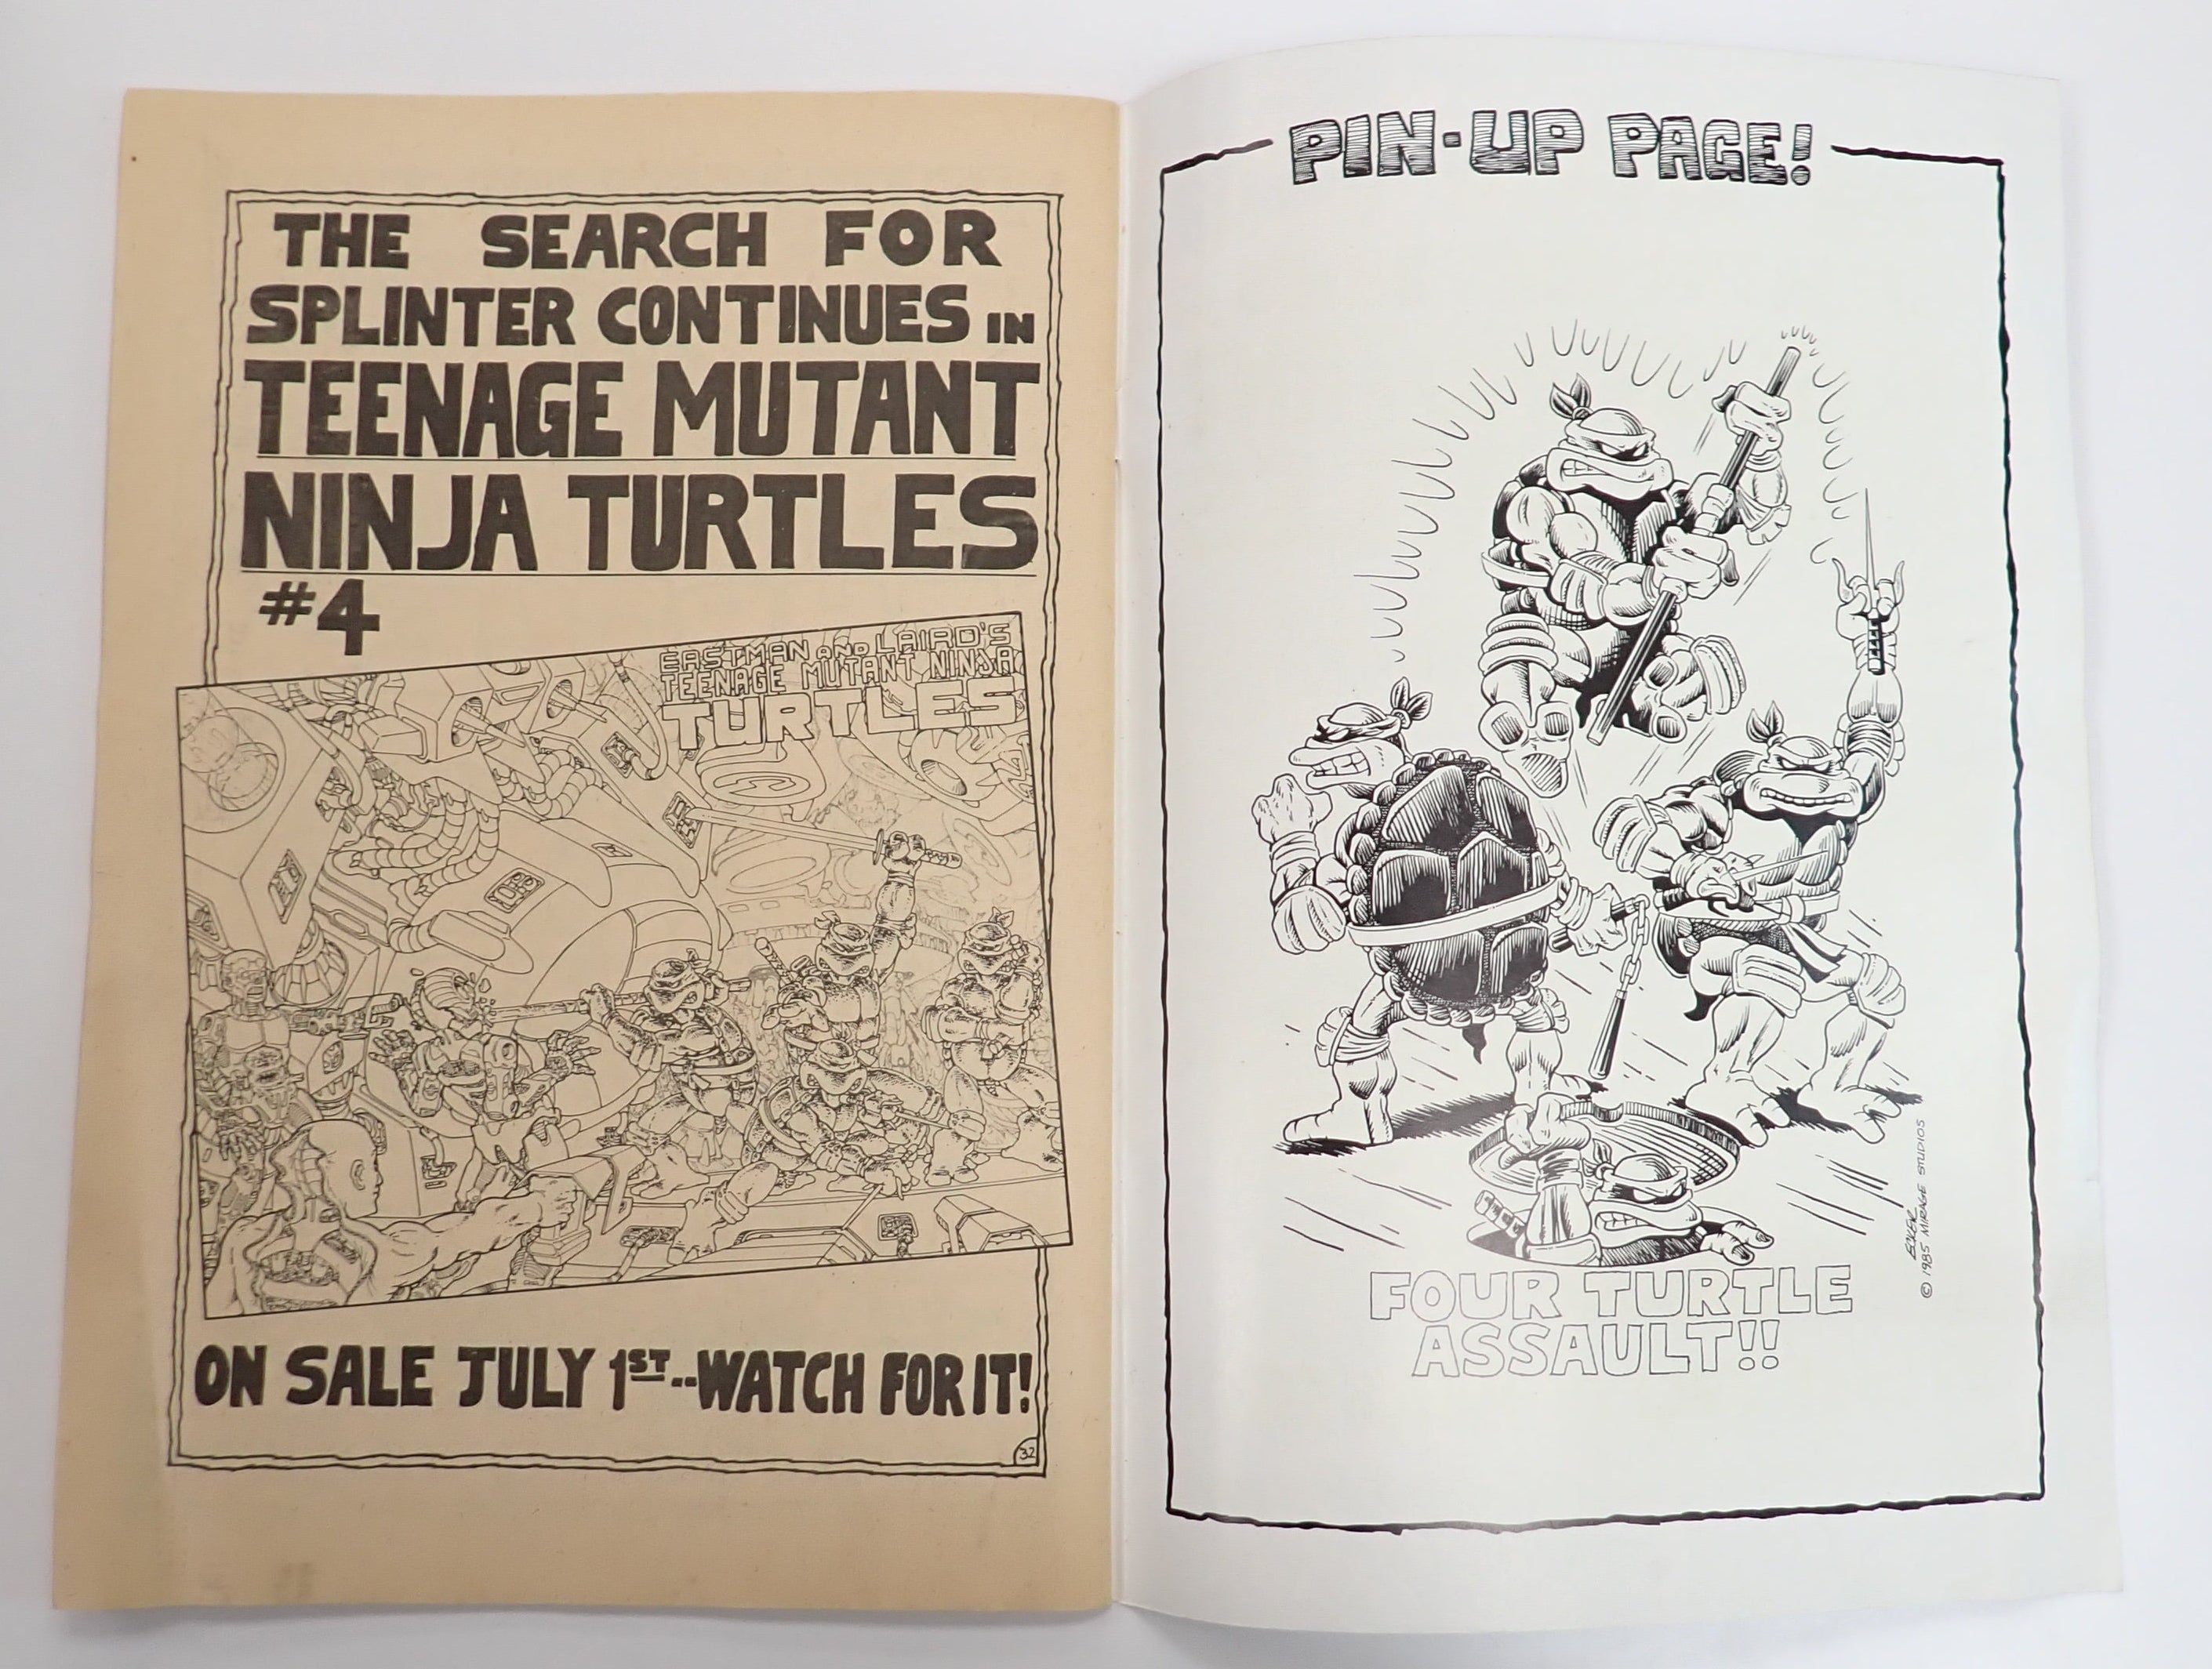 THE SEARCH FOR
SPLINTER CONTINUES IN
TEENAGE MUTANT
NINJA TURTLES
#4
EASTMAN AND LAIRD'S
TEENAGE MUTANT NINJA
TURTLES
ON SALE JULY 1ST--WATCH FOR IT!
32
PIN-UP PAGE!
FOUR TURTLE
ASSAULT!!
© 1985 MIRAGE STUDIOS